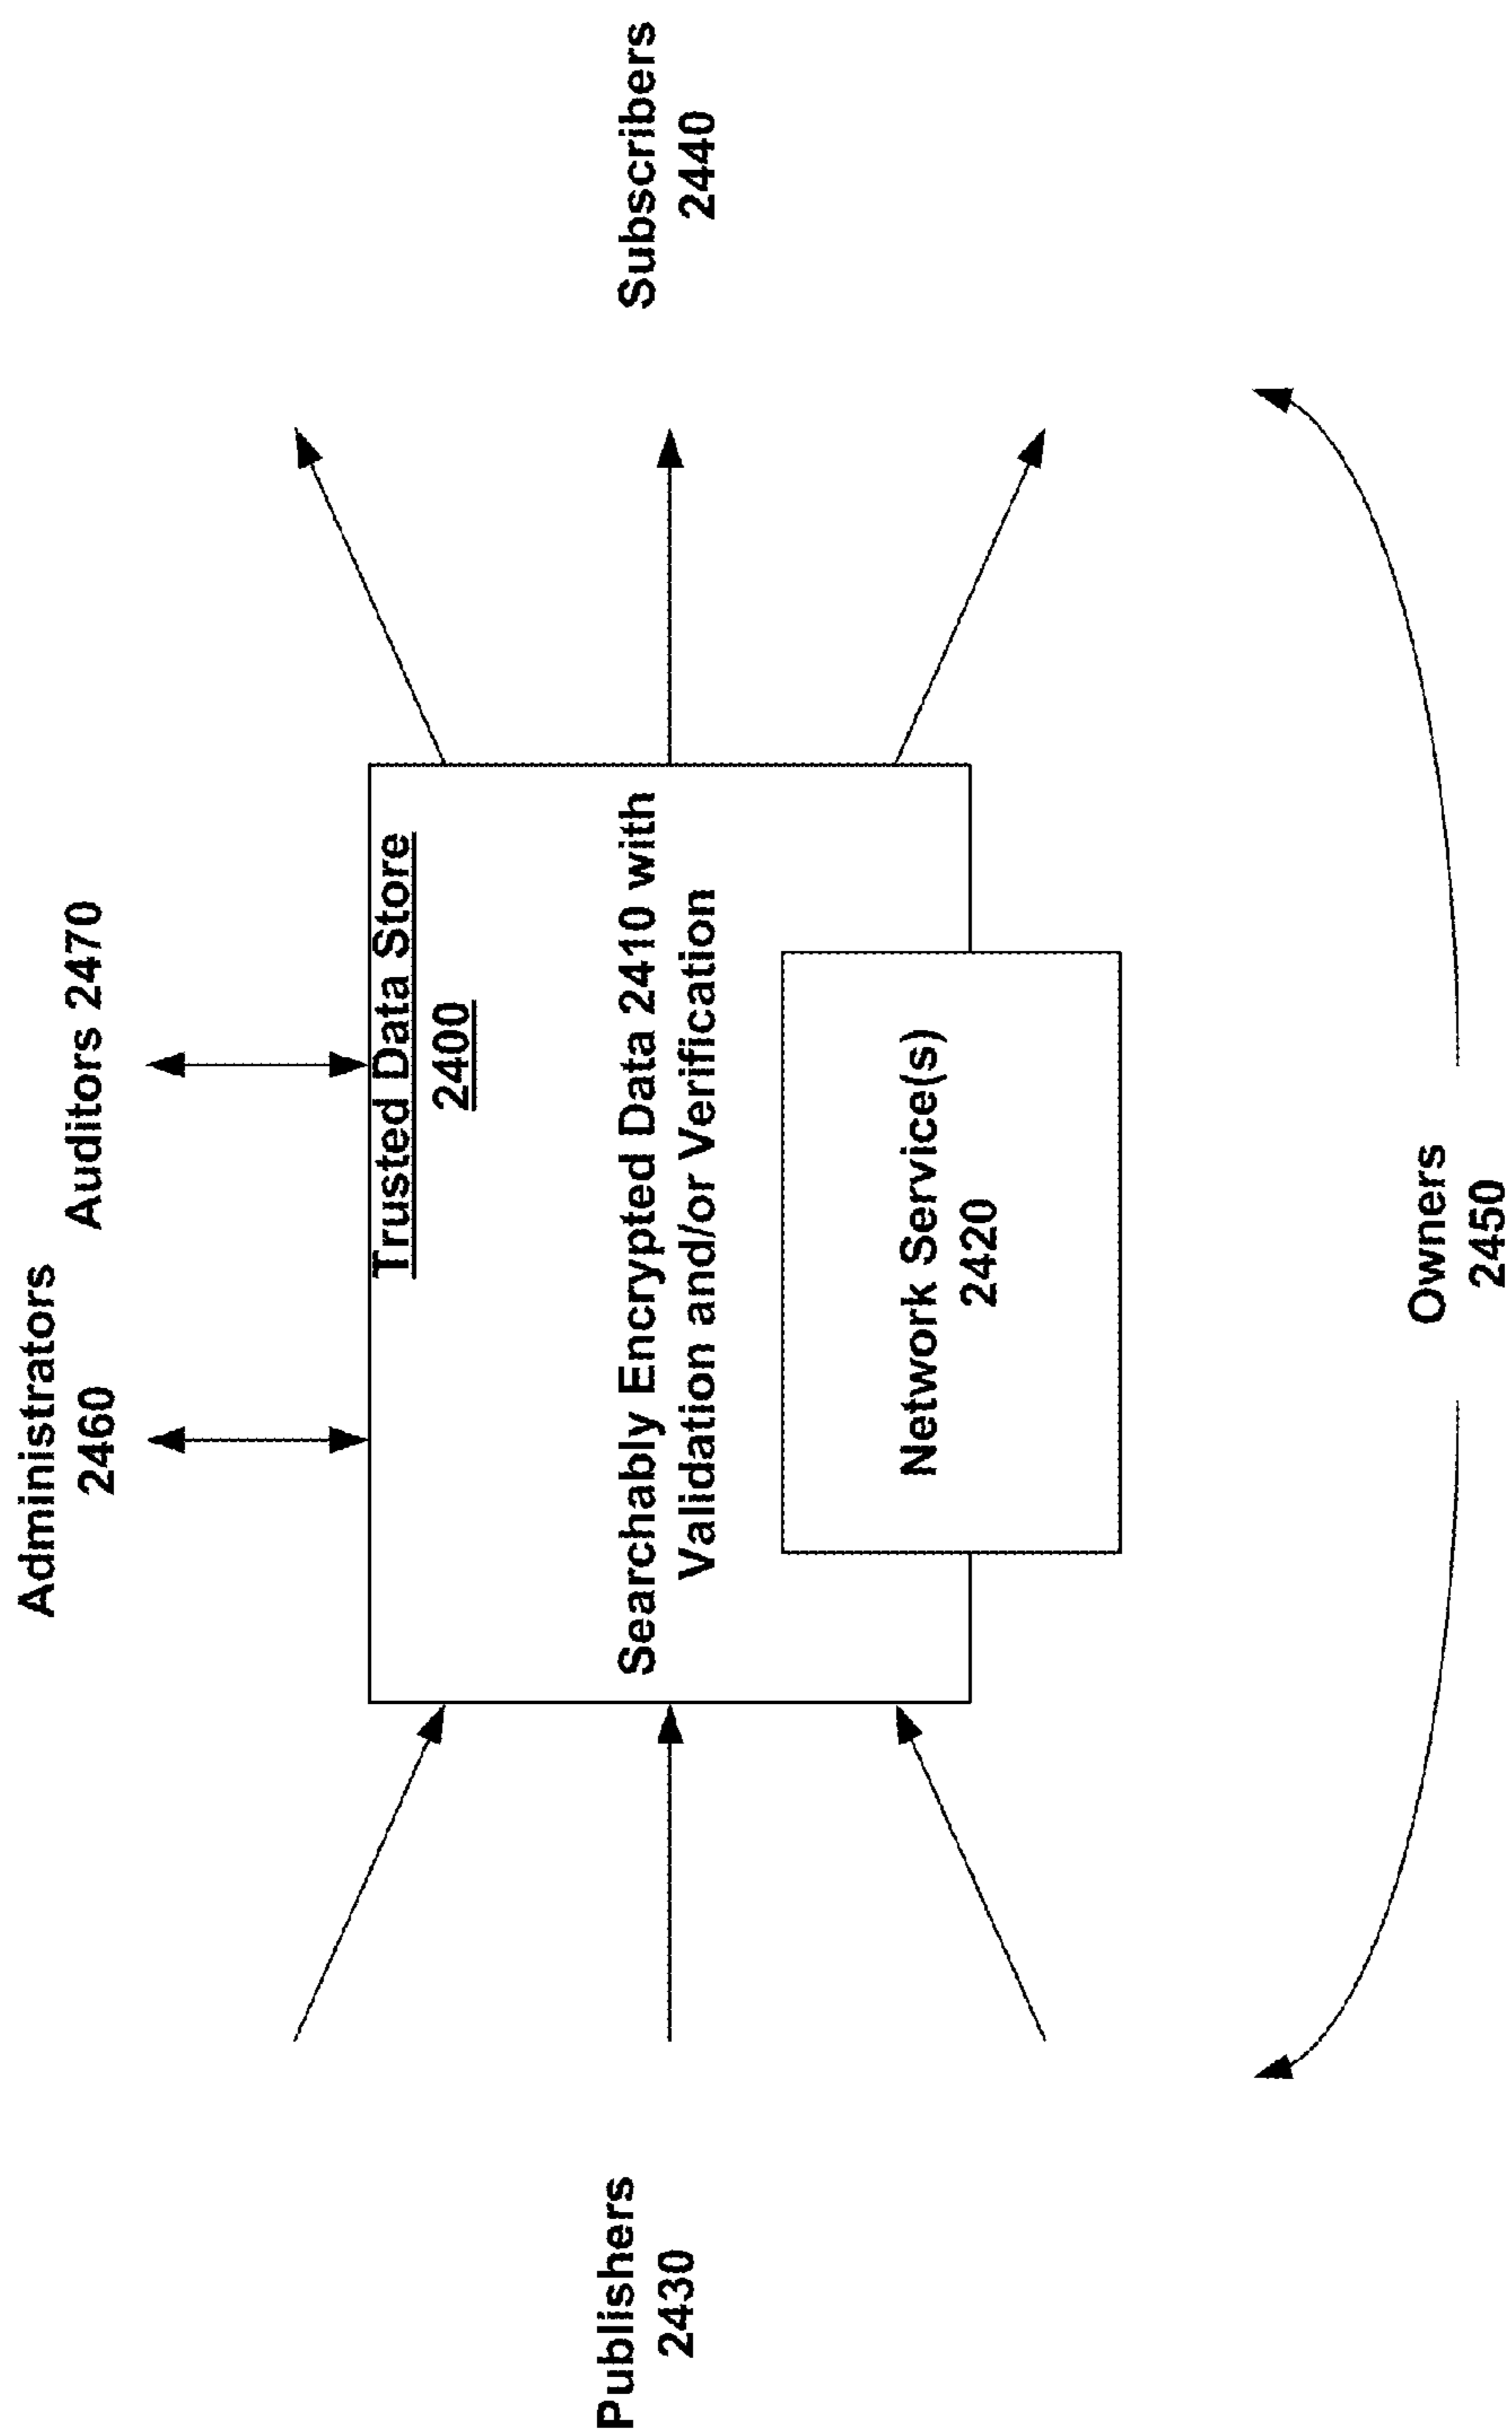 Administrators
2460
Auditors 2470
Trusted Data Store
2400
Publishers
2430
Searchably Encrypted Data 2410 with
Validation and/or Verification
Subscribers
2440
Network Service(s)
2420
Owners
2450